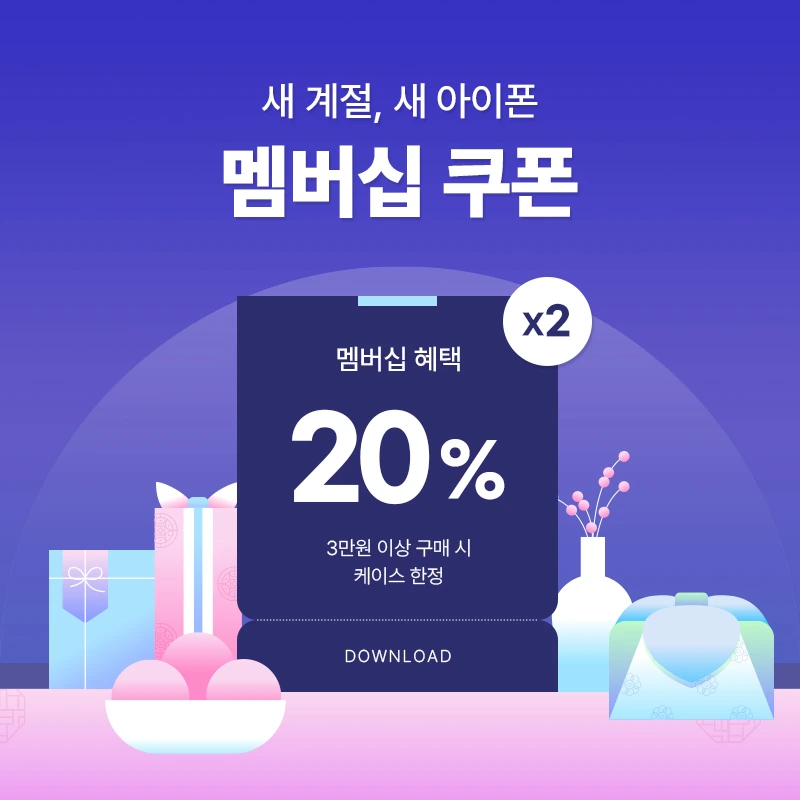 새 계절, 새 아이폰
멤버십 쿠폰
x2
멤버십 혜택
20%
3만원 이상 구매 시
케이스 한정
DOWNLOAD